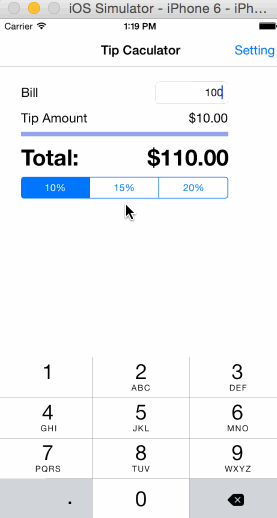 iOS Simulator - iPhone 6 - iPh...
Carrier 1:19 PM
Tip Caculator Setting
Bill 100
Tip Amount $10.00
Total: $110.00
10% 15% 20%
1 2 3
ABC DEF
4 5 6
GHI JKL MNO
7 8 9
PQRS TUV WXYZ
. 0